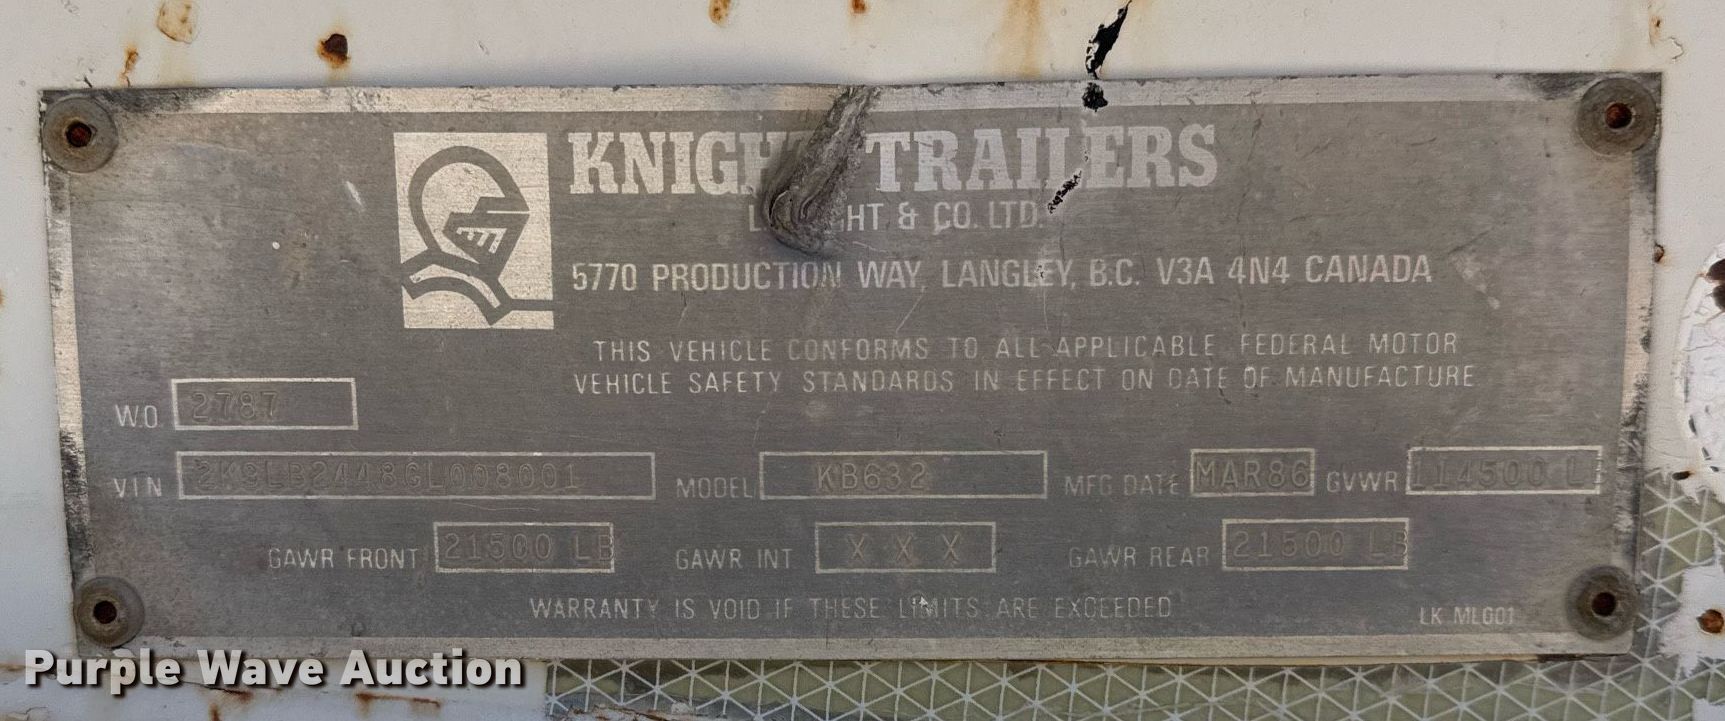 KNIGHT TRAILERS
& CO. LTD.
5770 PRODUCTION WAY, LANGLEY, B.C. V3A 4N4 CANADA
THIS VEHICLE CONFORMS TO ALL APPLICABLE FEDERAL MOTOR
VEHICLE SAFETY STANDARDS IN EFFECT ON DATE OF MANUFACTURE
W.O. 2787
VIN 2K9LB2448GL008001 MODEL KB632 MFG DATE MAR86 GVWR 114500 L
GAWR FRONT 21500 LB GAWR INT X X X GAWR REAR 21500 LB
WARRANTY IS VOID IF THESE LIMITS ARE EXCEEDED
LK ML001
Purple Wave Auction